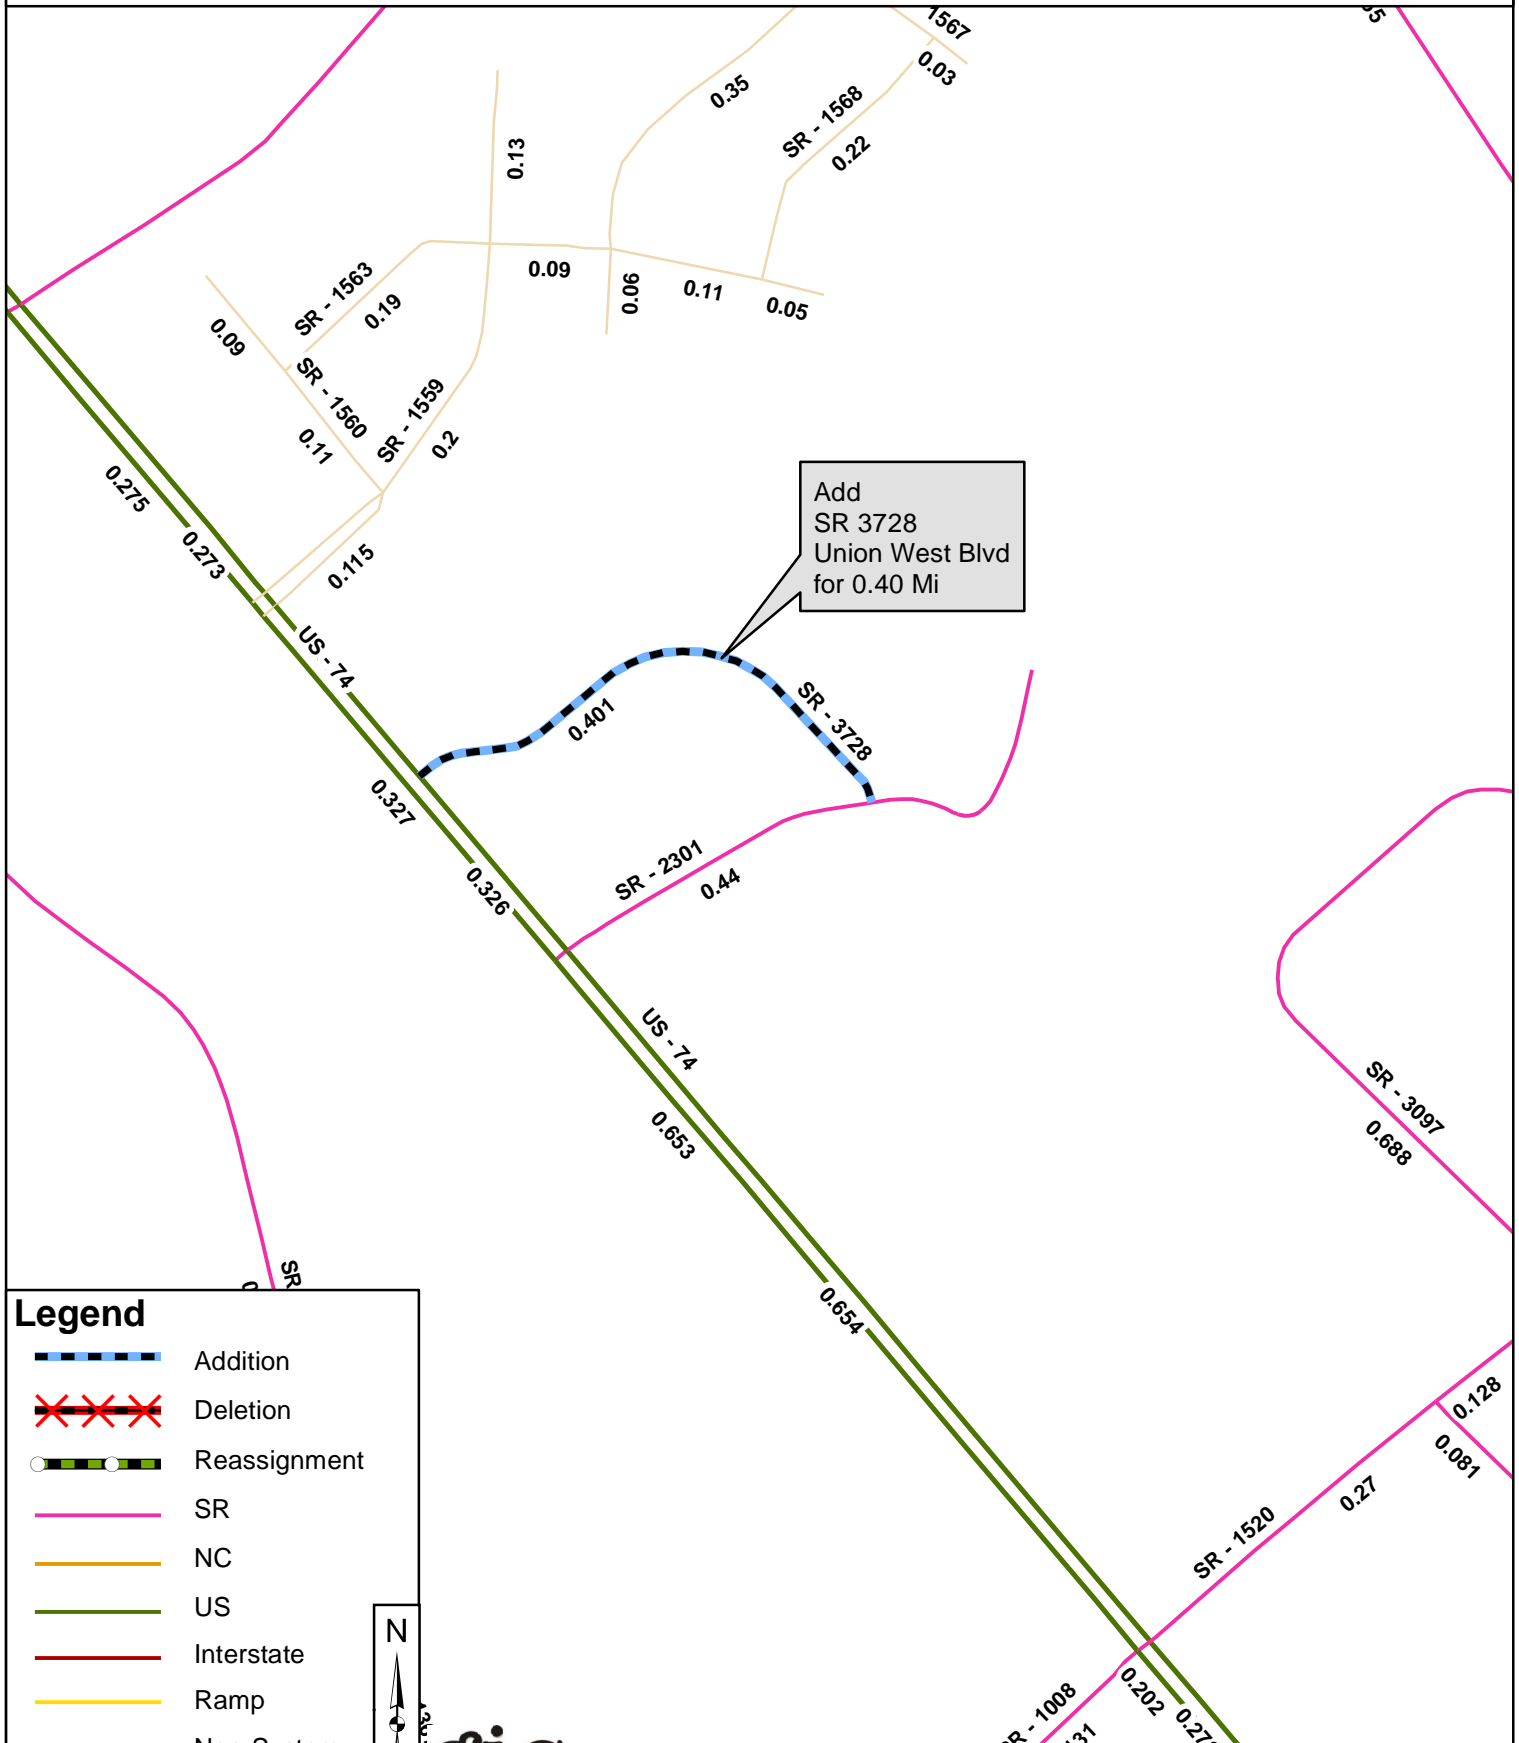 1567
0.03
0.35
SR - 1568
0.22
0.13
0.09
0.06
0.11
0.05
SR - 1563
0.19
0.09
SR - 1560
0.11
SR - 1559
0.2
0.275
0.273
0.115
Add
SR 3728
Union West Blvd
for 0.40 Mi
US - 74
0.401
SR - 3728
0.327
0.326
SR - 2301
0.44
US - 74
0.653
SR - 3097
0.688
0.654
SR
0.128
0.081
0.27
SR - 1520
0.202
SR - 1008
Legend
Addition
Deletion
Reassignment
SR
NC
US
Interstate
Ramp
N